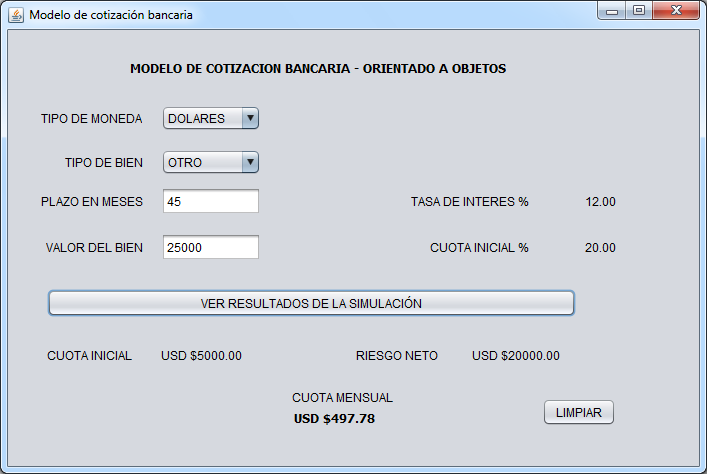 Modelo de cotización bancaria
MODELO DE COTIZACION BANCARIA - ORIENTADO A OBJETOS
TIPO DE MONEDA DOLARES
TIPO DE BIEN OTRO
PLAZO EN MESES 45 TASA DE INTERES % 12.00
VALOR DEL BIEN 25000 CUOTA INICIAL % 20.00
VER RESULTADOS DE LA SIMULACIÓN
CUOTA INICIAL USD $5000.00 RIESGO NETO USD $20000.00
CUOTA MENSUAL
USD $497.78
LIMPIAR